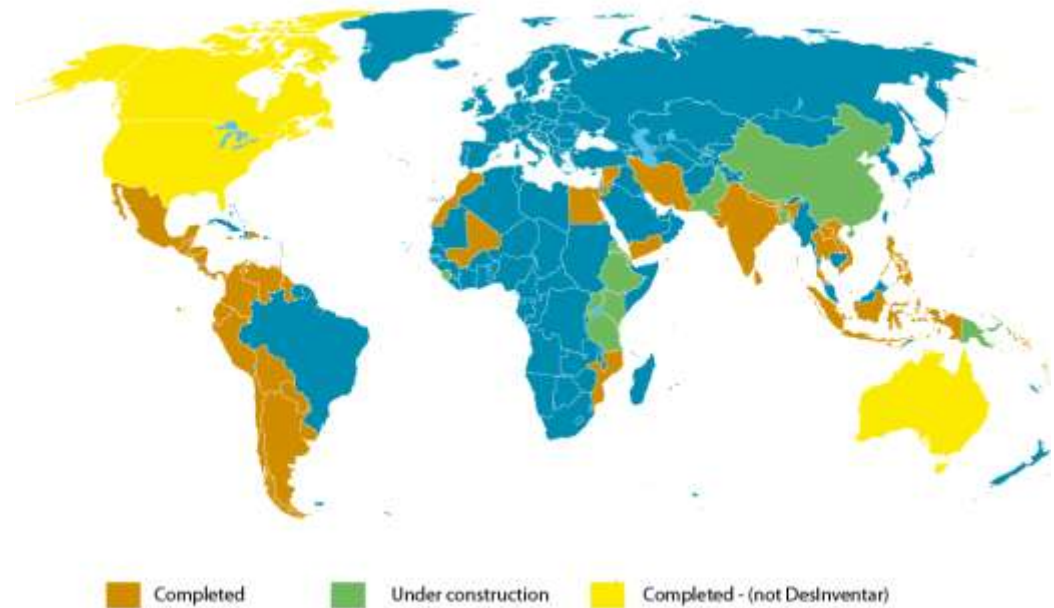 Completed
Under construction
Completed - (not DesInventar)